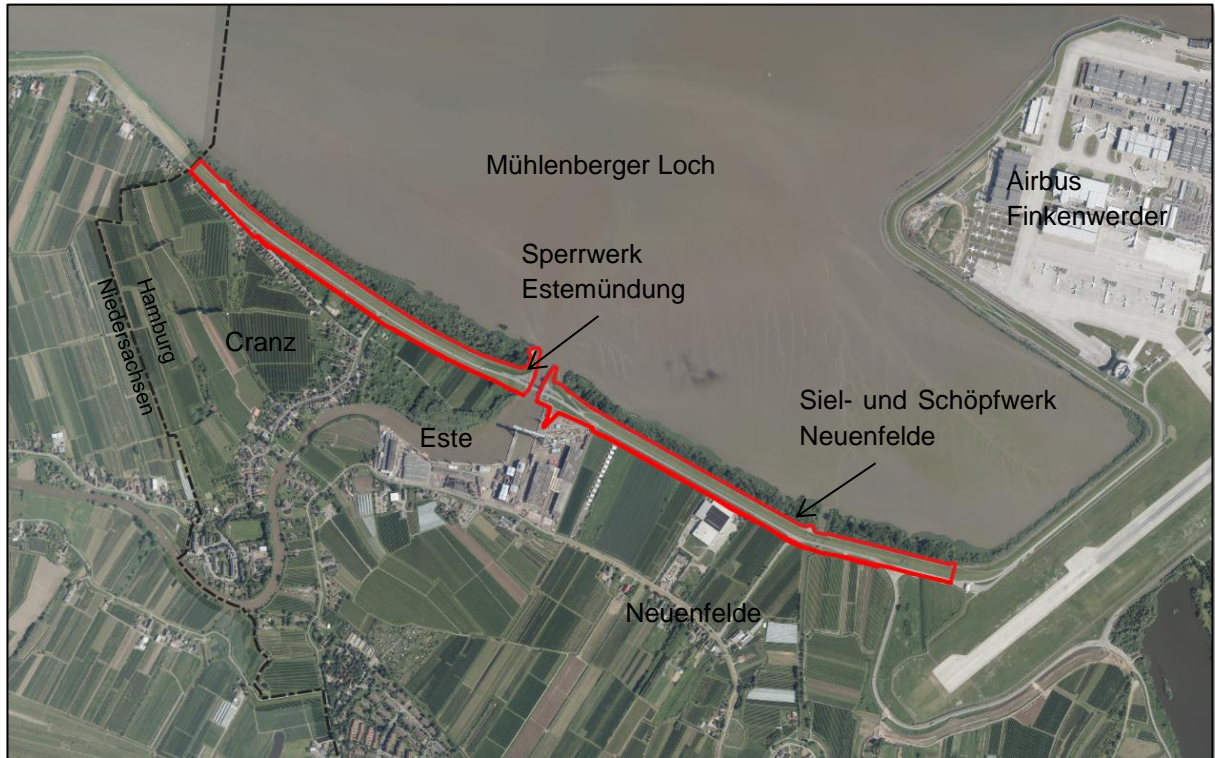 Mühlenberger Loch
Airbus
Finkenwerder
Sperrwerk
Estemündung
Hamburg
Niedersachsen
Cranz
Siel- und Schöpfwerk
Neuenfelde
Este
Neuenfelde